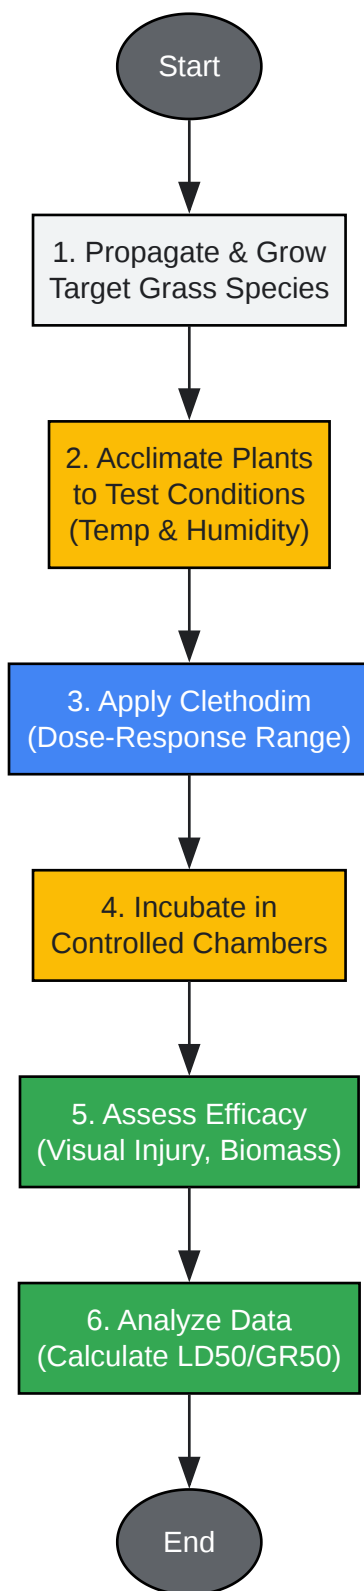 Start
1. Propagate & Grow
Target Grass Species
2. Acclimate Plants
to Test Conditions
(Temp & Humidity)
3. Apply Clethodim
(Dose-Response Range)
4. Incubate in
Controlled Chambers
5. Assess Efficacy
(Visual Injury, Biomass)
6. Analyze Data
(Calculate LD50/GR50)
End